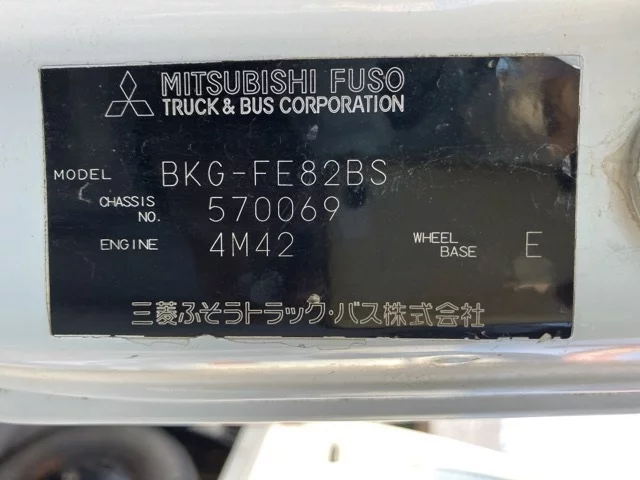 MITSUBISHI FUSO
TRUCK & BUS CORPORATION
MODEL BKG-FE82BS
CHASSIS NO. 570069
ENGINE 4M42 WHEEL BASE E
三菱ふそうトラック・バス株式会社